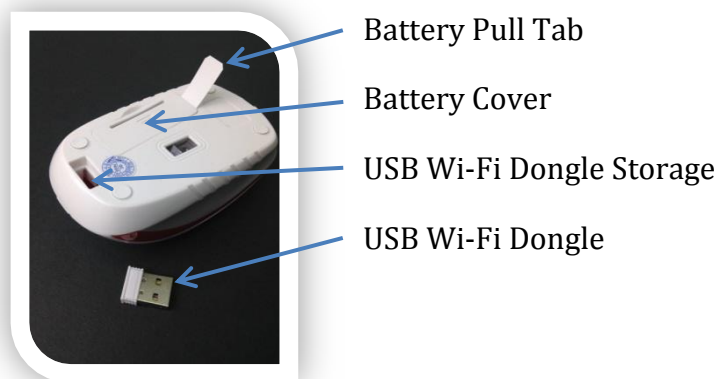 Battery Pull Tab
Battery Cover
USB Wi-Fi Dongle Storage
USB Wi-Fi Dongle